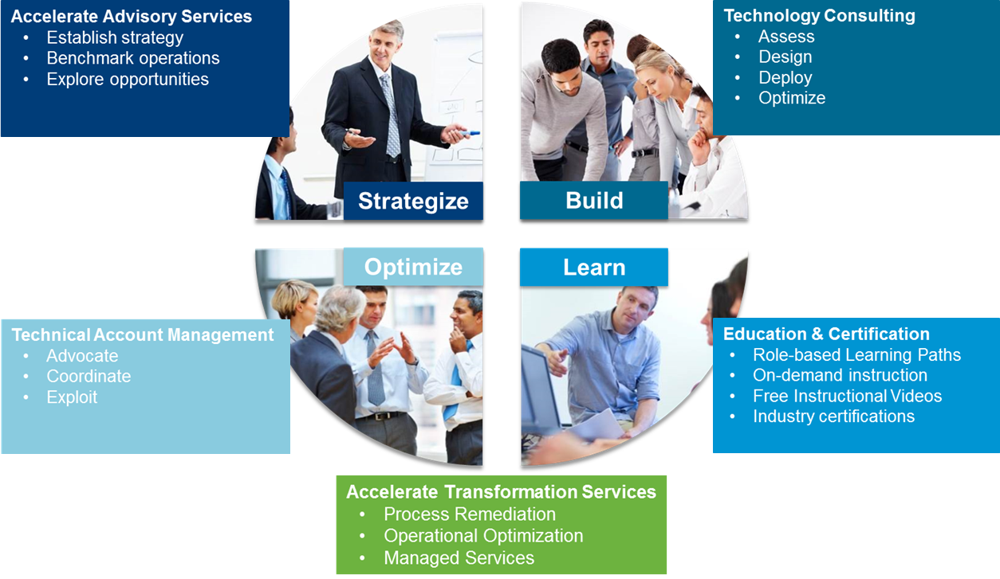 Accelerate Advisory Services
• Establish strategy
• Benchmark operations
• Explore opportunities
Strategize
Technology Consulting
• Assess
• Design
• Deploy
• Optimize
Build
Optimize
Technical Account Management
• Advocate
• Coordinate
• Exploit
Learn
Education & Certification
• Role-based Learning Paths
• On-demand instruction
• Free Instructional Videos
• Industry certifications
Accelerate Transformation Services
• Process Remediation
• Operational Optimization
• Managed Services